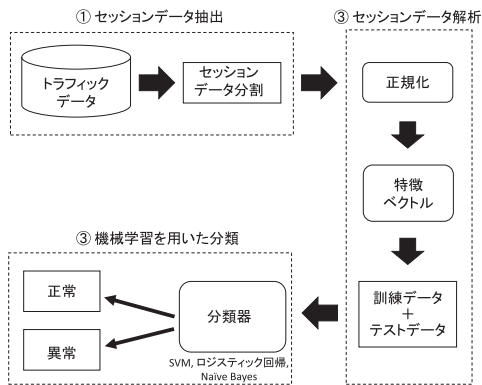 ① セッションデータ抽出
トラフィック
データ
セッション
データ分割
③ セッションデータ解析
正規化
特徴
ベクトル
訓練データ
＋
テストデータ
③ 機械学習を用いた分類
分類器
SVM, ロジスティック回帰,
Naïve Bayes
正常
異常